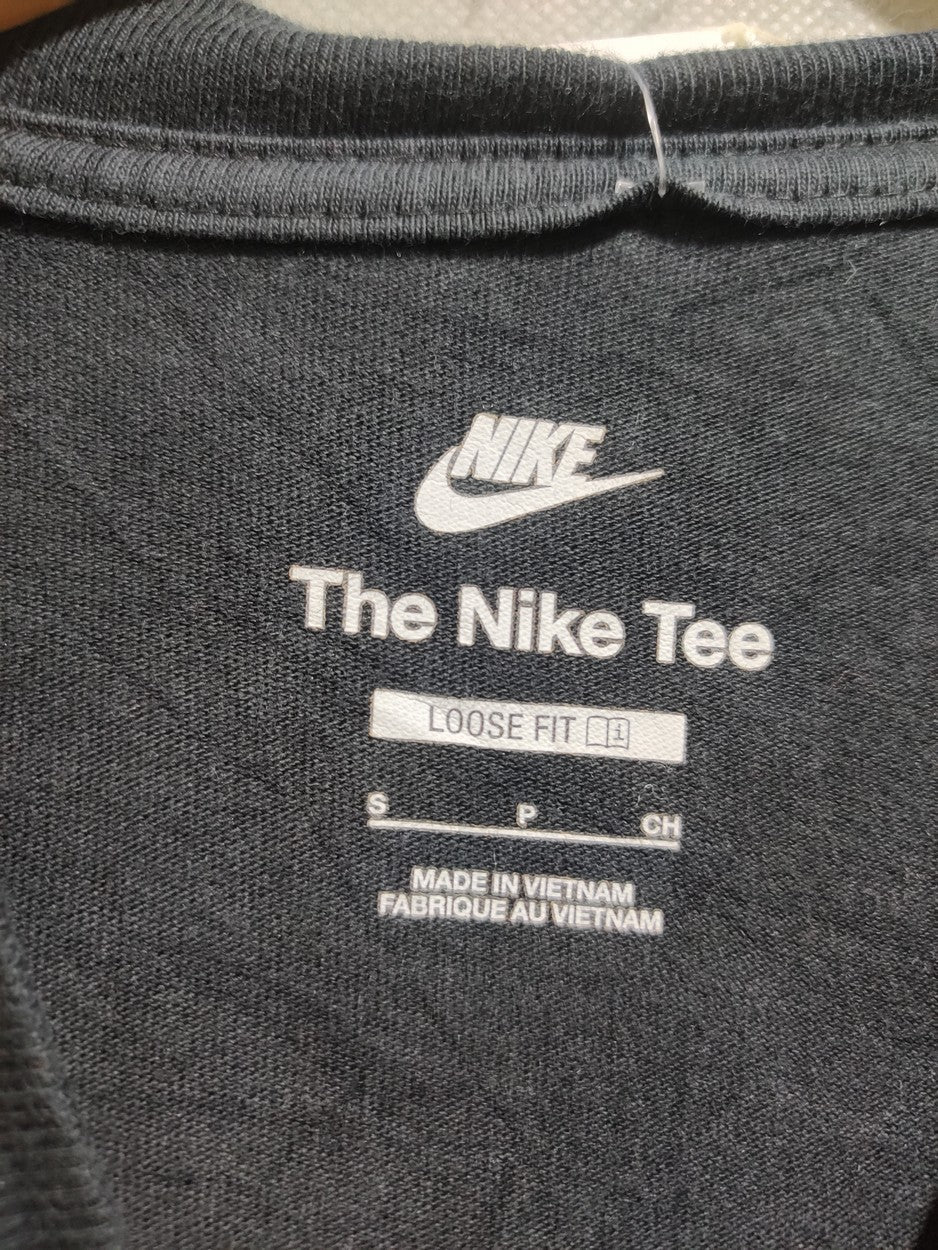 NIKE
The Nike Tee
LOOSE FIT 1
S P CH
MADE IN VIETNAM
FABRIQUE AU VIETNAM